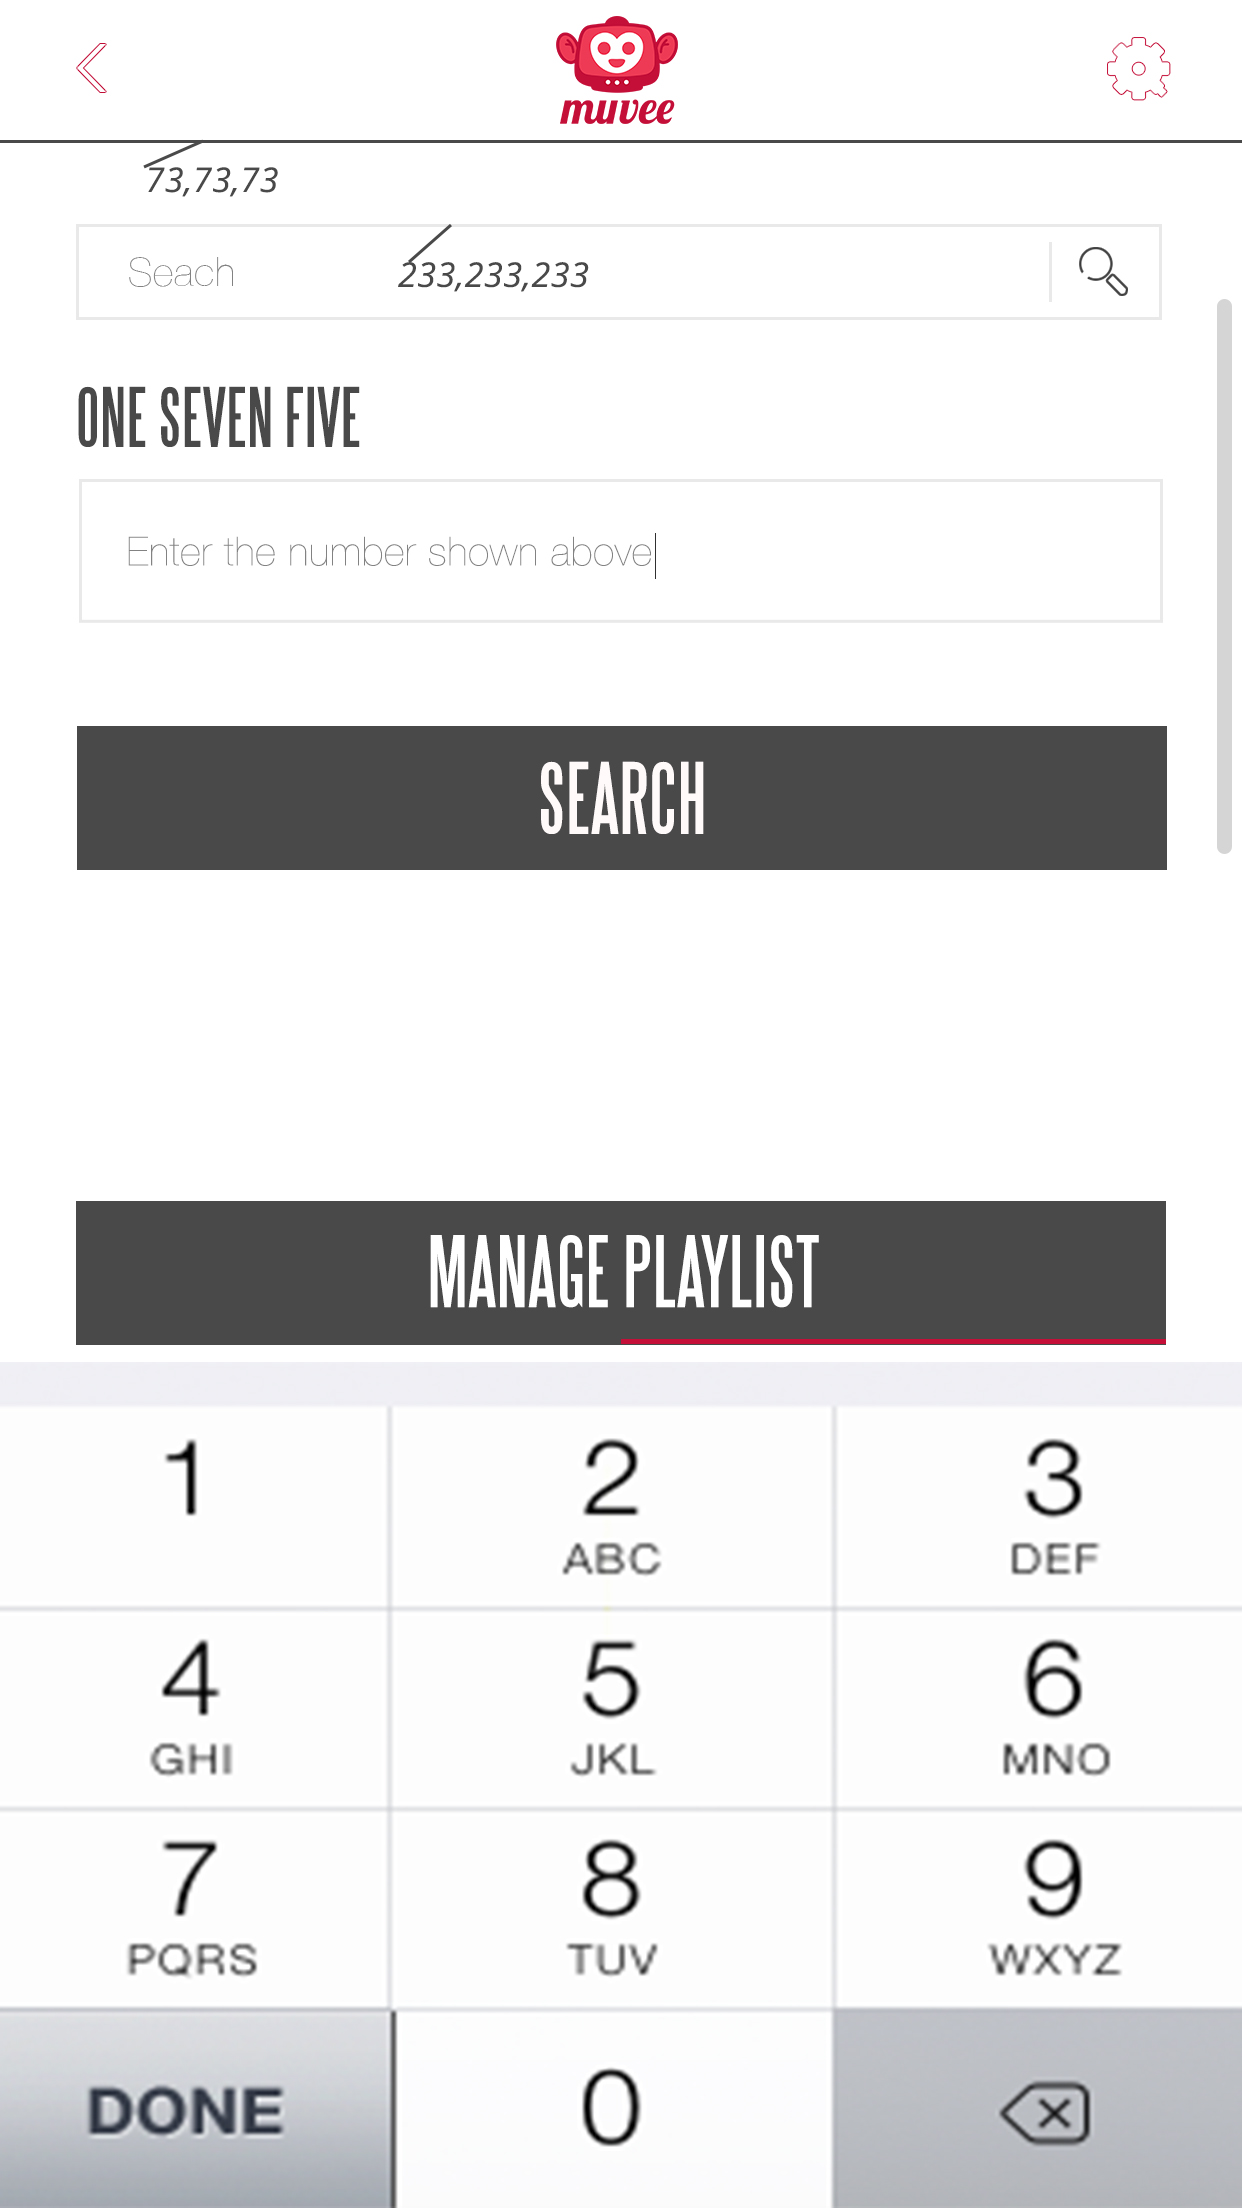 muvee
73,73,73
Seach
233,233,233
ONE SEVEN FIVE
Enter the number shown above
SEARCH
MANAGE PLAYLIST
1 2 3
ABC DEF
4 5 6
GHI JKL MNO
7 8 9
PQRS TUV WXYZ
DONE 0